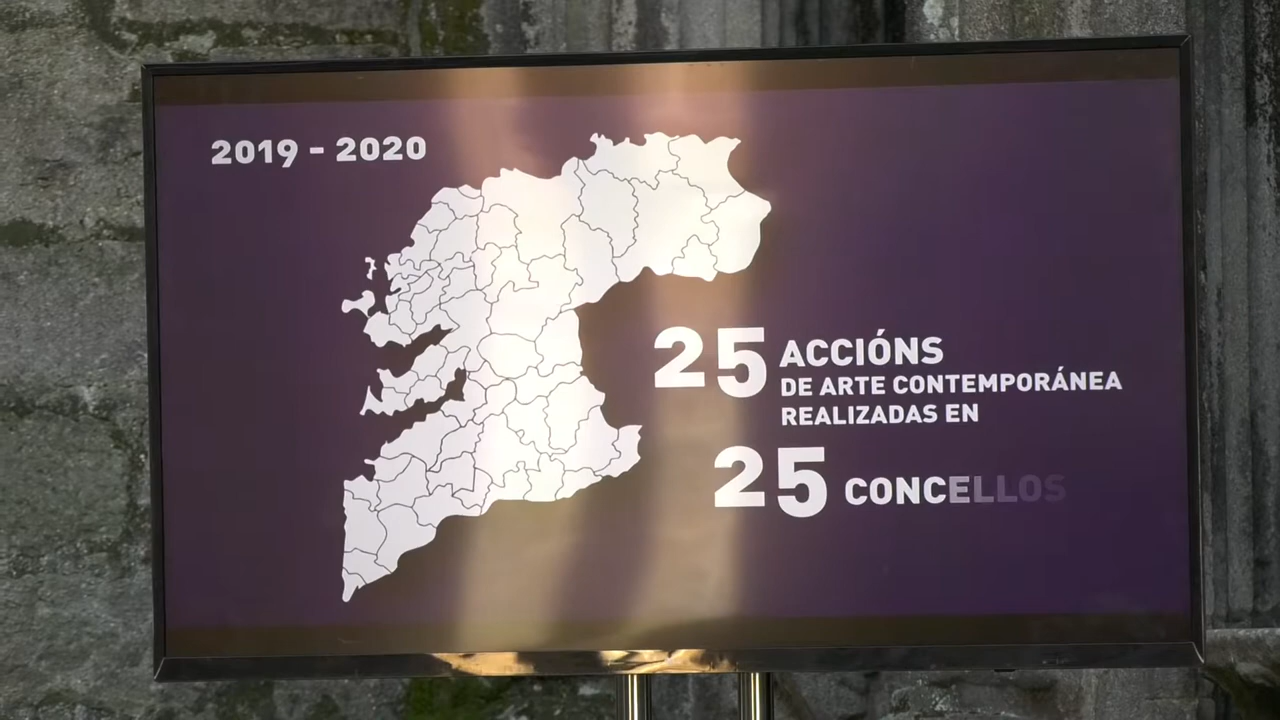 2019 - 2020
25 ACCIÓNS
DE ARTE CONTEMPORÁNEA
REALIZADAS EN
25 CONCELLOS